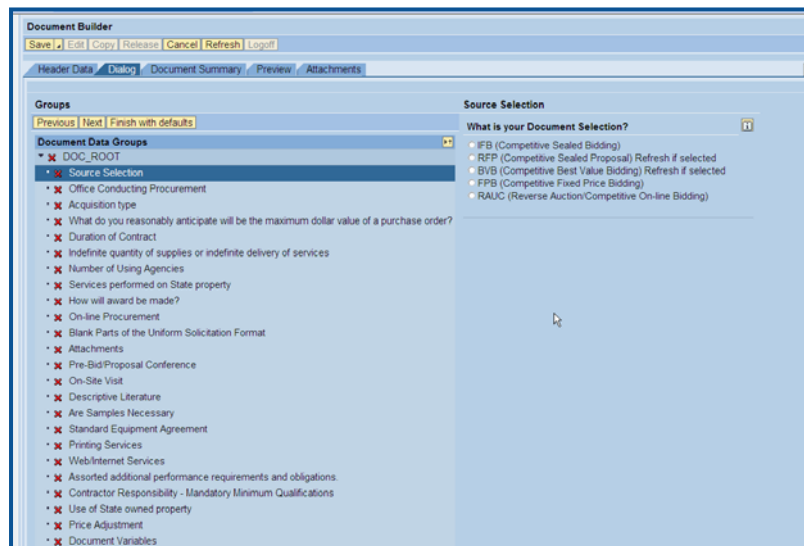 Document Builder
Save Edit Copy Release Cancel Refresh Logoff
Header Data Dialog Document Summary Preview Attachments
Groups
Previous Next Finish with defaults
Document Data Groups
DOC_ROOT
Source Selection
Office Conducting Procurement
Acquisition type
What do you reasonably anticipate will be the maximum dollar value of a purchase order?
Duration of Contract
Indefinite quantity of supplies or indefinite delivery of services
Number of Using Agencies
Services performed on State property
How will award be made?
On-line Procurement
Blank Parts of the Uniform Solicitation Format
Attachments
Pre-Bid/Proposal Conference
On-Site Visit
Descriptive Literature
Are Samples Necessary
Standard Equipment Agreement
Printing Services
Web/Internet Services
Assorted additional performance requirements and obligations.
Contractor Responsibility - Mandatory Minimum Qualifications
Use of State owned property
Price Adjustment
Document Variables
Source Selection
What is your Document Selection?
IFB (Competitive Sealed Bidding)
RFP (Competitive Sealed Proposal) Refresh if selected
BVB (Competitive Best Value Bidding) Refresh if selected
FPB (Competitive Fixed Price Bidding)
RAUC (Reverse Auction/Competitive On-line Bidding)